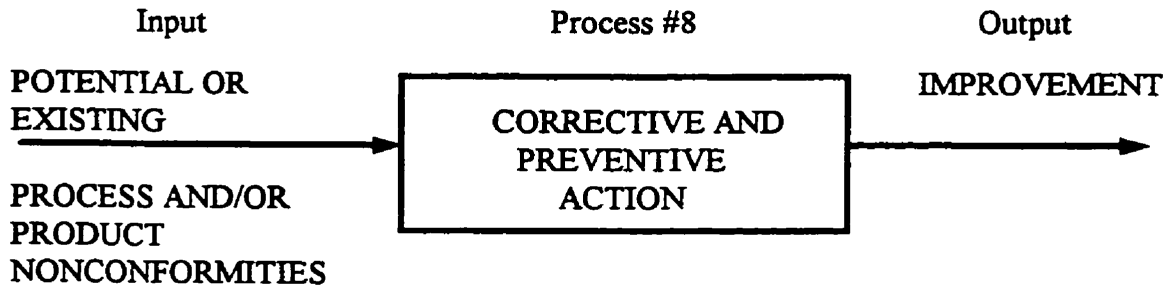 Input
Process #8
Output
POTENTIAL OR
EXISTING
PROCESS AND/OR
PRODUCT
NONCONFORMITIES
CORRECTIVE AND
PREVENTIVE
ACTION
IMPROVEMENT